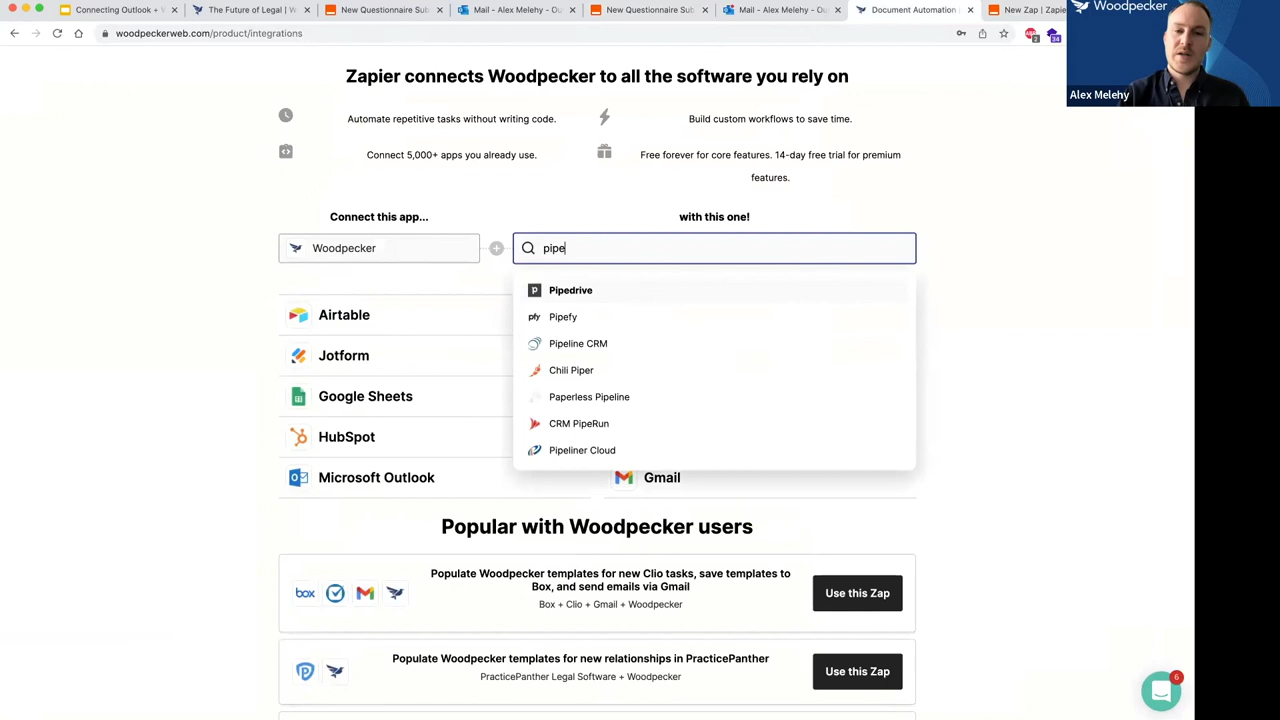 Connecting Outlook + W
The Future of Legal | W
New Questionnaire Sub
Mail - Alex Melehy - Ou
New Questionnaire Sub
Mail - Alex Melehy - Ou
Document Automation |
New Zap | Zapier
woodpeckerweb.com/product/integrations
2
34
Woodpecker
Alex Melehy
Zapier connects Woodpecker to all the software you rely on
Automate repetitive tasks without writing code.
Build custom workflows to save time.
Connect 5,000+ apps you already use.
Free forever for core features. 14-day free trial for premium
features.
Connect this app...
with this one!
Woodpecker
pipe
Pipedrive
Pipefy
Pipeline CRM
Chili Piper
Paperless Pipeline
CRM PipeRun
Pipeliner Cloud
Airtable
Jotform
Google Sheets
HubSpot
Microsoft Outlook
Gmail
Popular with Woodpecker users
box
Populate Woodpecker templates for new Clio tasks, save templates to
Box, and send emails via Gmail
Box + Clio + Gmail + Woodpecker
Use this Zap
Populate Woodpecker templates for new relationships in PracticePanther
PracticePanther Legal Software + Woodpecker
Use this Zap
6